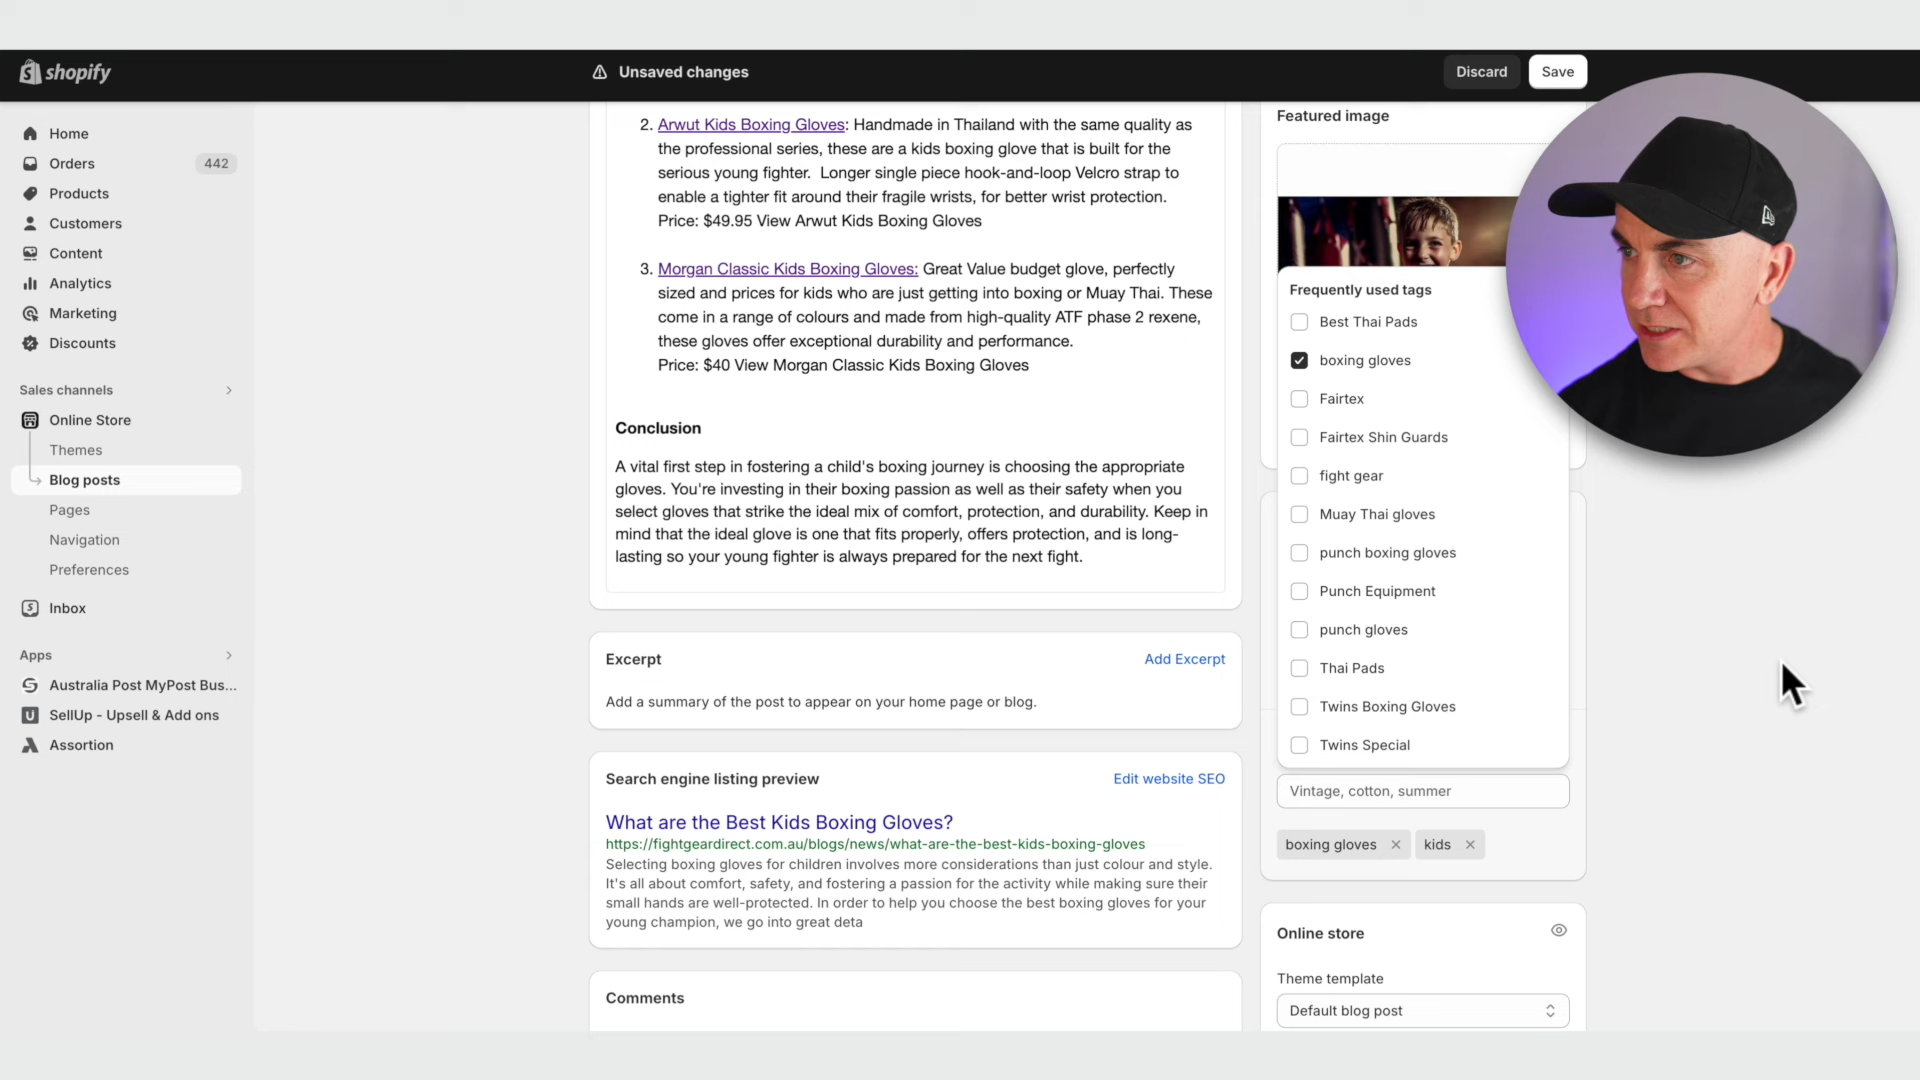 shopify
Unsaved changes
Discard
Save
Home
Orders
442
Products
Customers
Content
Analytics
Marketing
Discounts
Sales channels
Online Store
Themes
Blog posts
Pages
Navigation
Preferences
Inbox
Apps
Australia Post MyPost Bus...
SellUp - Upsell & Add ons
Assortion
2. Arwut Kids Boxing Gloves: Handmade in Thailand with the same quality as
the professional series, these are a kids boxing glove that is built for the
serious young fighter.  Longer single piece hook-and-loop Velcro strap to
enable a tighter fit around their fragile wrists, for better wrist protection.
Price: $49.95 View Arwut Kids Boxing Gloves
3. Morgan Classic Kids Boxing Gloves: Great Value budget glove, perfectly
sized and prices for kids who are just getting into boxing or Muay Thai. These
come in a range of colours and made from high-quality ATF phase 2 rexene,
these gloves offer exceptional durability and performance.
Price: $40 View Morgan Classic Kids Boxing Gloves
Conclusion
A vital first step in fostering a child's boxing journey is choosing the appropriate
gloves. You're investing in their boxing passion as well as their safety when you
select gloves that strike the ideal mix of comfort, protection, and durability. Keep in
mind that the ideal glove is one that fits properly, offers protection, and is long-
lasting so your young fighter is always prepared for the next fight.
Excerpt
Add Excerpt
Add a summary of the post to appear on your home page or blog.
Search engine listing preview
Edit website SEO
What are the Best Kids Boxing Gloves?
https://fightgeardirect.com.au/blogs/news/what-are-the-best-kids-boxing-gloves
Selecting boxing gloves for children involves more considerations than just colour and style.
It's all about comfort, safety, and fostering a passion for the activity while making sure their
small hands are well-protected. In order to help you choose the best boxing gloves for your
young champion, we go into great deta
Comments
Featured image
Frequently used tags
Best Thai Pads
boxing gloves
Fairtex
Fairtex Shin Guards
fight gear
Muay Thai gloves
punch boxing gloves
Punch Equipment
punch gloves
Thai Pads
Twins Boxing Gloves
Twins Special
Vintage, cotton, summer
boxing gloves
kids
Online store
Theme template
Default blog post